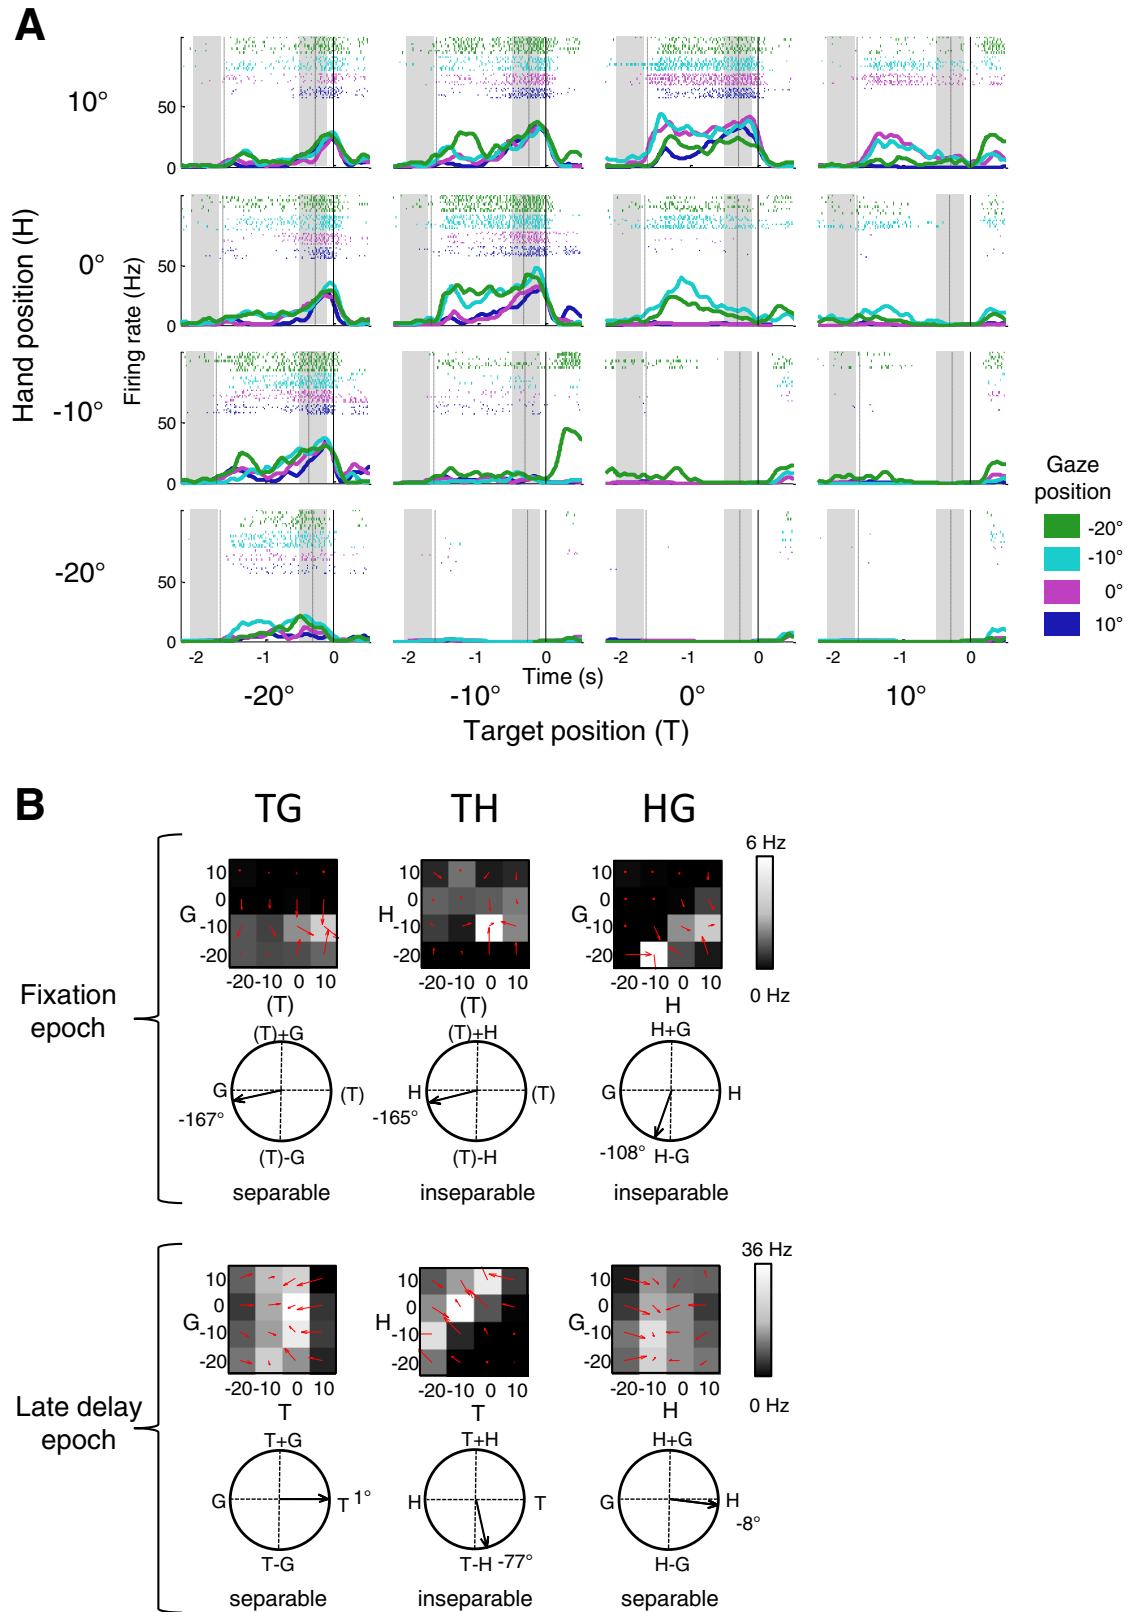 A
Hand position (H)
Firing rate (Hz)
10°
50
0
0°
50
0
-10°
50
0
-20°
50
0
-2 -1 0 -2 -1 0 -2 -1 0 -2 -1 0
Time (s)
-20° -10° 0° 10°
Target position (T)
Gaze
position
-20°
-10°
0°
10°
B
TG TH HG
Fixation
epoch
G
10
0
-10
-20
-20 -10 0 10
(T)
H
10
0
-10
-20
-20 -10 0 10
(T)
G
10
0
-10
-20
-20 -10 0 10
H
6 Hz
0 Hz
(T)+G
G
(T)
-167°
(T)-G
separable
(T)+H
H
(T)
-165°
(T)-H
inseparable
H+G
G
H
-108°
H-G
inseparable
Late delay
epoch
G
10
0
-10
-20
-20 -10 0 10
T
H
10
0
-10
-20
-20 -10 0 10
T
G
10
0
-10
-20
-20 -10 0 10
H
36 Hz
0 Hz
T+G
G
T 1°
T-G
separable
T+H
H
T
T-H -77°
inseparable
H+G
G
H
-8°
H-G
separable